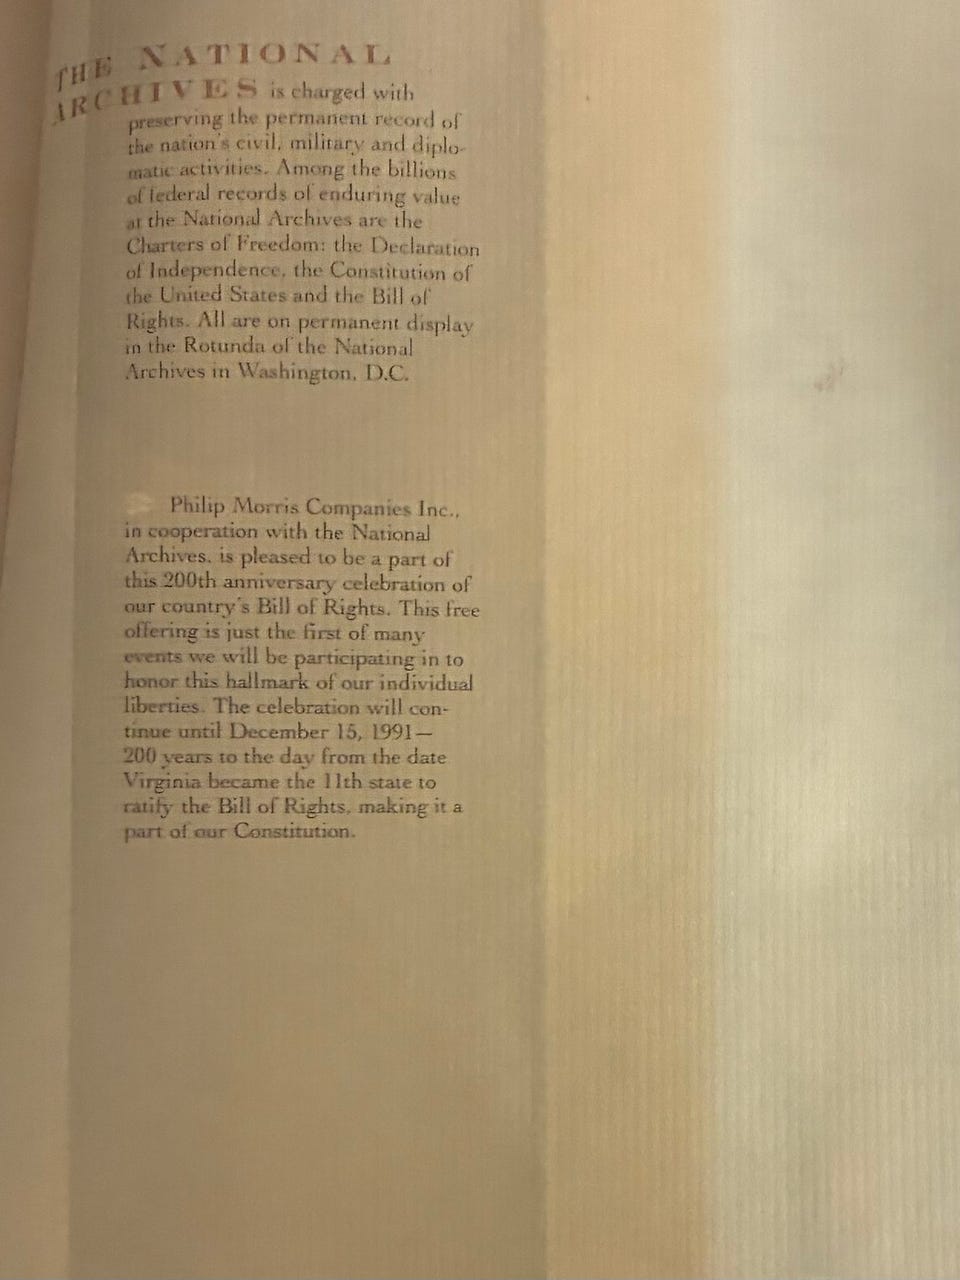 THE NATIONAL
ARCHIVES is charged with
preserving the permanent record of
the nation's civil, military and diplo-
matic activities. Among the billions
of federal records of enduring value
at the National Archives are the
Charters of Freedom: the Declaration
of Independence, the Constitution of
the United States and the Bill of
Rights. All are on permanent display
in the Rotunda of the National
Archives in Washington, D.C.
Philip Morris Companies Inc.,
in cooperation with the National
Archives, is pleased to be a part of
this 200th anniversary celebration of
our country's Bill of Rights. This free
offering is just the first of many
events we will be participating in to
honor this hallmark of our individual
liberties. The celebration will con-
tinue until December 15, 1991—
200 years to the day from the date
Virginia became the 11th state to
ratify the Bill of Rights, making it a
part of our Constitution.